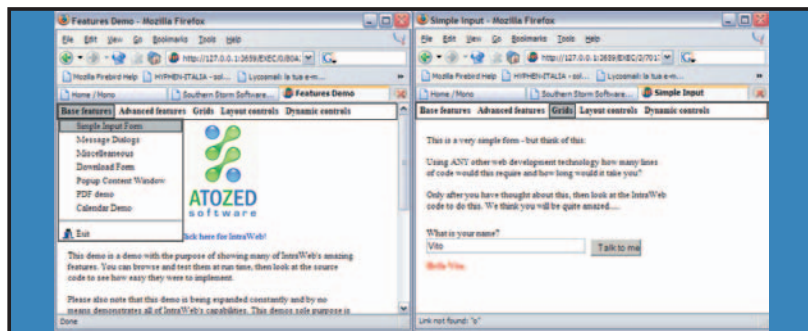 Features Demo - Mozilla Firefox
File Edit View Go Bookmarks Tools Help
Mozilla Firebird Help HYPHEN-ITALIA - sol... Lycosmail: la tua e-m...
Home / Mono Southern Storm Software... Features Demo
Base features Advanced features Grids Layout controls Dynamic controls
Simple Input Form
Message Dialogs
Miscellaneous
Download Form
Popup Content Window
PDF demo
Calendar Demo
Exit
ATOZED
software
here for IntraWeb!
This demo is a demo with the purpose of showing many of IntraWeb's amazing
features. You can browse and test them at run time, then look at the source
code to see how easy they were to implement.
Please also note that this demo is being expanded constantly and by no
means demonstrates all of IntraWeb's capabilities. This demos sole purpose is
Done
Simple Input - Mozilla Firefox
File Edit View Go Bookmarks Tools Help
Mozilla Firebird Help HYPHEN-ITALIA - sol... Lycosmail: la tua e-m...
Home / Mono Southern Storm Software... Simple Input
Base features Advanced features Grids Layout controls Dynamic controls
This is a very simple form - but think of this:
Using ANY other web development technology how many lines
of code would this require and how long would it take you?
Only after you have thought about this, then look at the IntraWeb
code to do this. We think you will be quite amazed.....
What is your name?
Vito Talk to me
Hello Vito.
Link not found: "o"